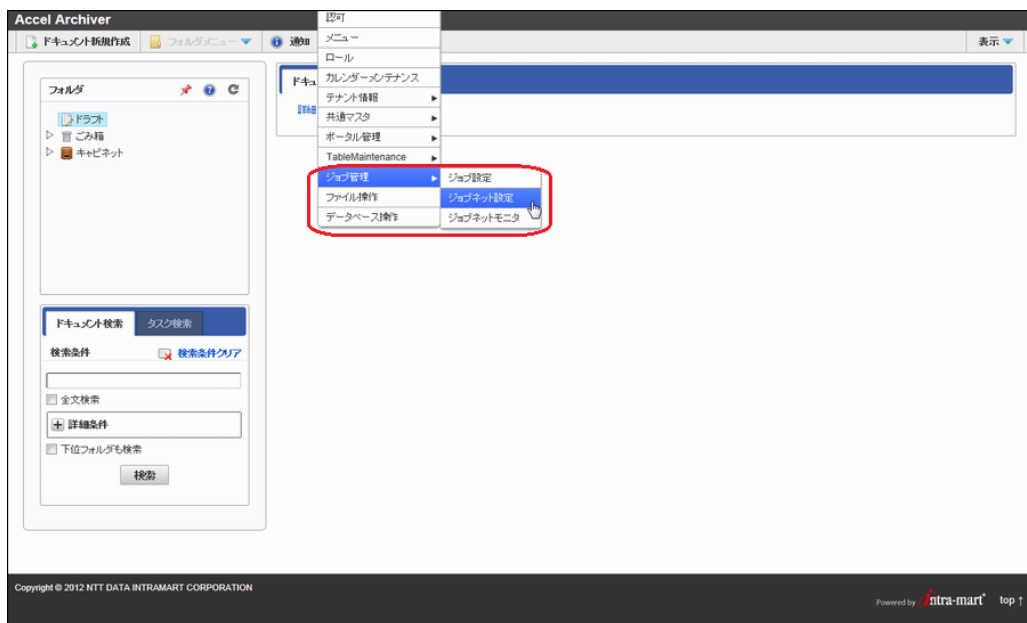 Accel Archiver
ドキュメント新規作成
フォルダメニュー
通知
表示
認可
メニュー
ロール
カレンダーメンテナンス
テナント情報
共通マスタ
ポータル管理
TableMaintenance
ジョブ管理
ファイル操作
データベース操作
ジョブ設定
ジョブネット設定
ジョブネットモニタ
フォルダ
ドラフト
ごみ箱
キャビネット
ドキュ
詳細
ドキュメント検索
タスク検索
検索条件
検索条件クリア
全文検索
詳細条件
下位フォルダも検索
検索
Copyright © 2012 NTT DATA INTRAMART CORPORATION
Powered by intra-mart
top ↑